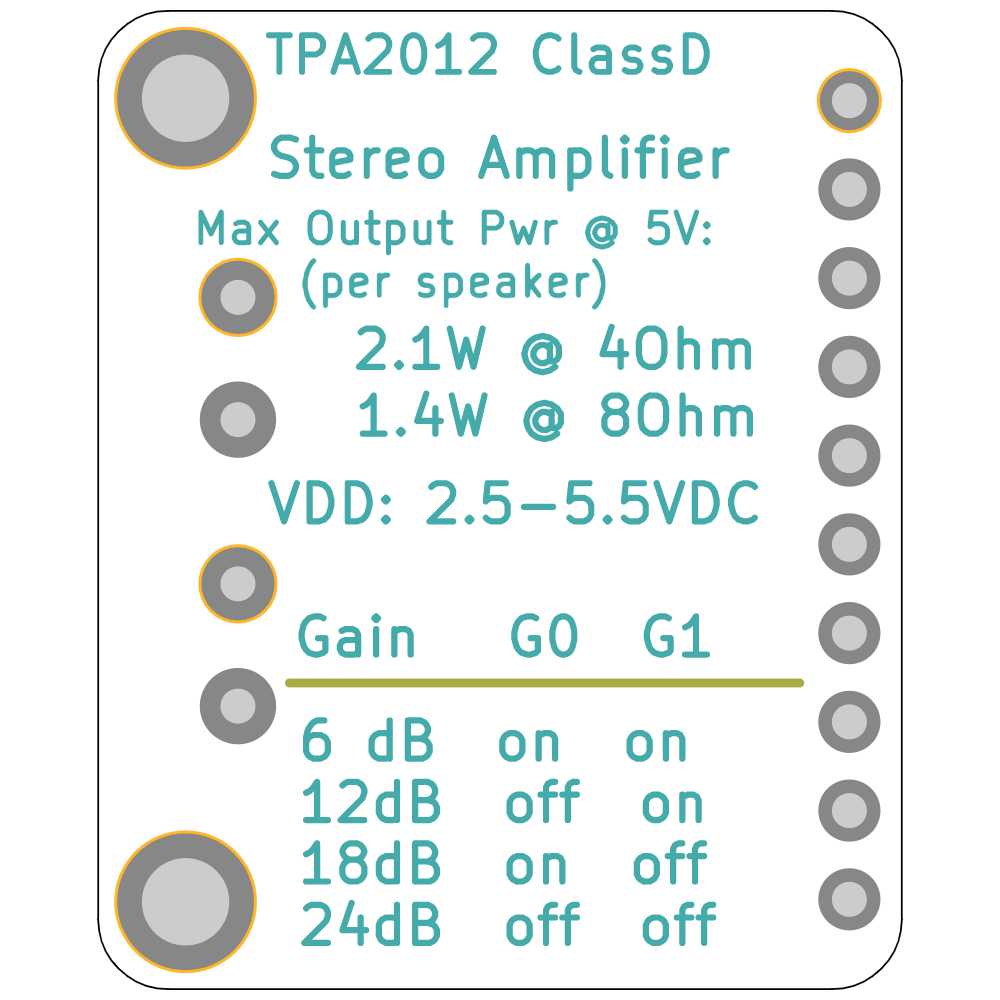 TPA2012 ClassD
Stereo Amplifier
Max Output Pwr @ 5V:
(per speaker)
2.1W @ 4Ohm
1.4W @ 8Ohm
VDD: 2.5-5.5VDC
Gain G0 G1
6 dB on on
12dB off on
18dB on off
24dB off off